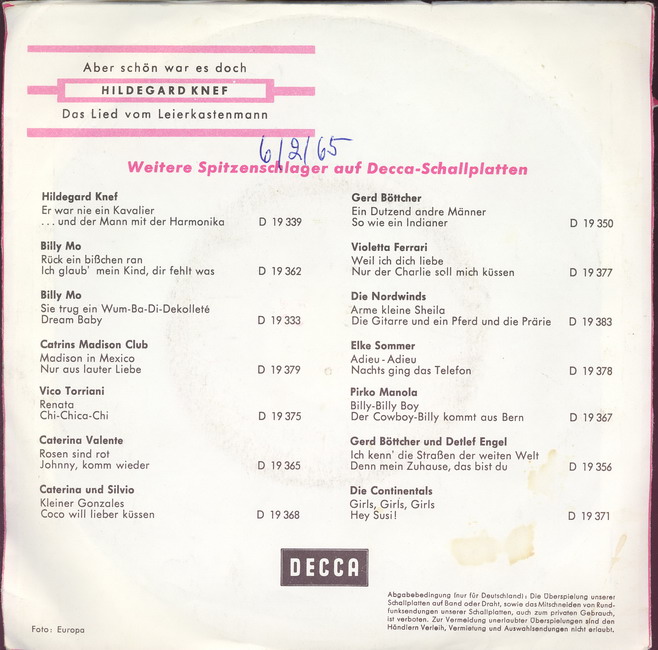 Aber schön war es doch
HILDEGARD KNEF
Das Lied vom Leierkastenmann
6/2/65
Weitere Spitzenschlager auf Decca-Schallplatten
Hildegard Knef
Er war nie ein Kavalier
... und der Mann mit der Harmonika D 19 339
Billy Mo
Rück ein bißchen ran
Ich glaub' mein Kind, dir fehlt was D 19 362
Billy Mo
Sie trug ein Wum-Ba-Di-Dekolleté
Dream Baby D 19 333
Catrins Madison Club
Madison in Mexico
Nur aus lauter Liebe D 19 379
Vico Torriani
Renata
Chi-Chica-Chi D 19 375
Caterina Valente
Rosen sind rot
Johnny, komm wieder D 19 365
Caterina und Silvio
Kleiner Gonzales
Coco will lieber küssen D 19 368
Gerd Böttcher
Ein Dutzend andre Männer
So wie ein Indianer D 19 350
Violetta Ferrari
Weil ich dich liebe
Nur der Charlie soll mich küssen D 19 377
Die Nordwinds
Arme kleine Sheila
Die Gitarre und ein Pferd und die Prärie D 19 383
Elke Sommer
Adieu - Adieu
Nachts ging das Telefon D 19 378
Pirko Manola
Billy-Billy Boy
Der Cowboy-Billy kommt aus Bern D 19 367
Gerd Böttcher und Detlef Engel
Ich kenn' die Straßen der weiten Welt
Denn mein Zuhause, das bist du D 19 356
Die Continentals
Girls, Girls, Girls
Hey Susi! D 19 371
DECCA
Abgabebedingung (nur für Deutschland): Die Überspielung unserer
Schallplatten auf Band oder Draht, sowie das Mitschneiden von Rund-
funksendungen unserer Schallplatten, auch zum privaten Gebrauch,
ist verboten. Zur Vermeidung unerlaubter Überspielungen sind den
Händlern Verleih, Vermietung und Auswahlsendungen nicht erlaubt.
Foto: Europa